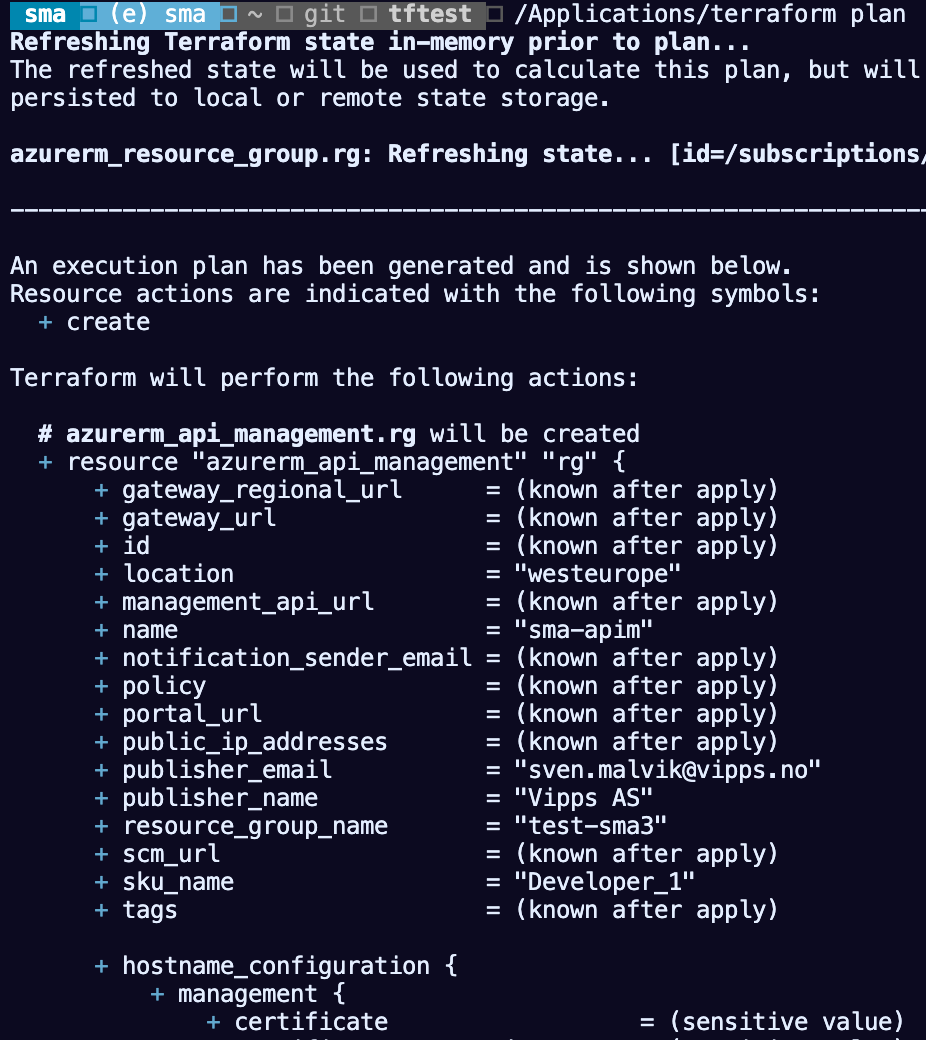 sma (e) sma ~ git tftest /Applications/terraform plan
Refreshing Terraform state in-memory prior to plan...
The refreshed state will be used to calculate this plan, but will
persisted to local or remote state storage.
azurerm_resource_group.rg: Refreshing state... [id=/subscriptions/
------------------------------------------------------------------
An execution plan has been generated and is shown below.
Resource actions are indicated with the following symbols:
  + create
Terraform will perform the following actions:
  # azurerm_api_management.rg will be created
  + resource "azurerm_api_management" "rg" {
      + gateway_regional_url      = (known after apply)
      + gateway_url               = (known after apply)
      + id                        = (known after apply)
      + location                  = "westeurope"
      + management_api_url        = (known after apply)
      + name                      = "sma-apim"
      + notification_sender_email = (known after apply)
      + policy                    = (known after apply)
      + portal_url                = (known after apply)
      + public_ip_addresses       = (known after apply)
      + publisher_email           = "sven.malvik@vipps.no"
      + publisher_name            = "Vipps AS"
      + resource_group_name       = "test-sma3"
      + scm_url                   = (known after apply)
      + sku_name                  = "Developer_1"
      + tags                      = (known after apply)
      + hostname_configuration {
          + management {
              + certificate                  = (sensitive value)